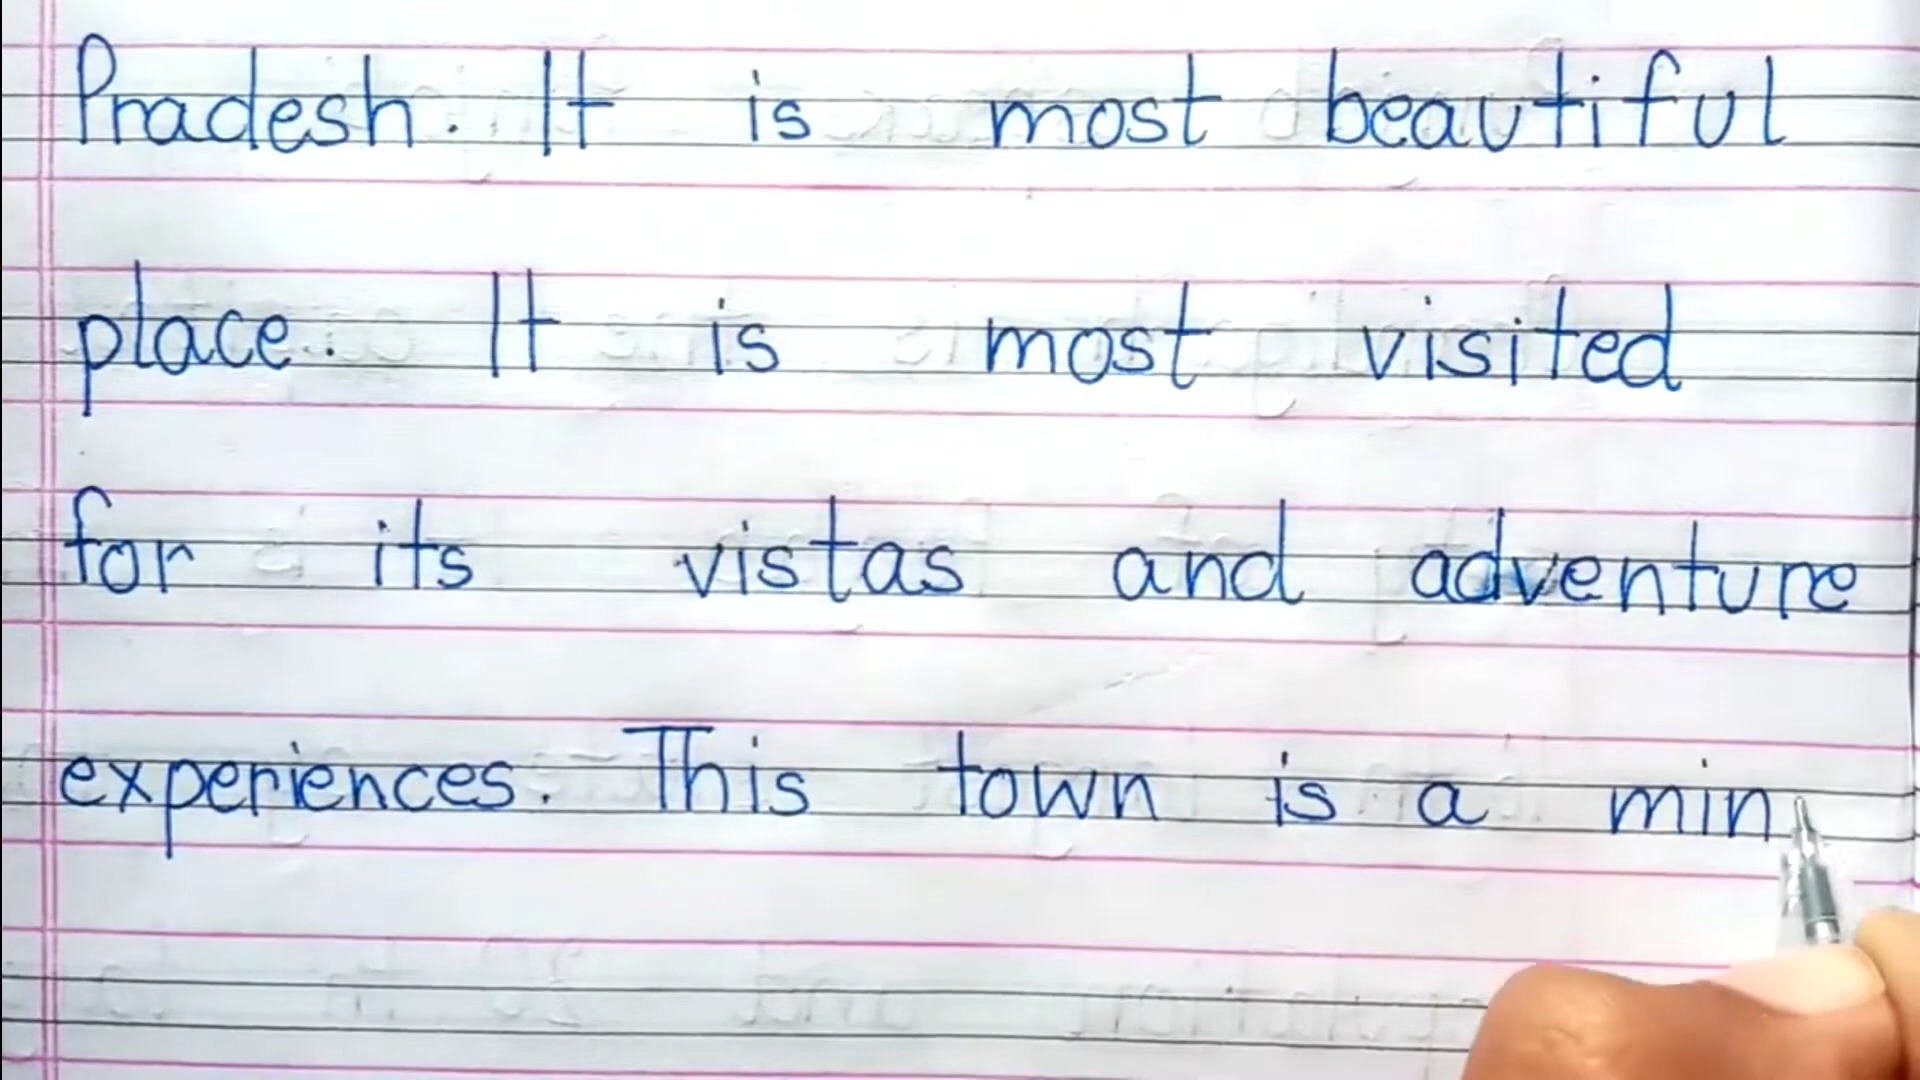 Pradesh. It is most beautiful
place. It is most visited
for its vistas and adventure
experiences. This town is a min